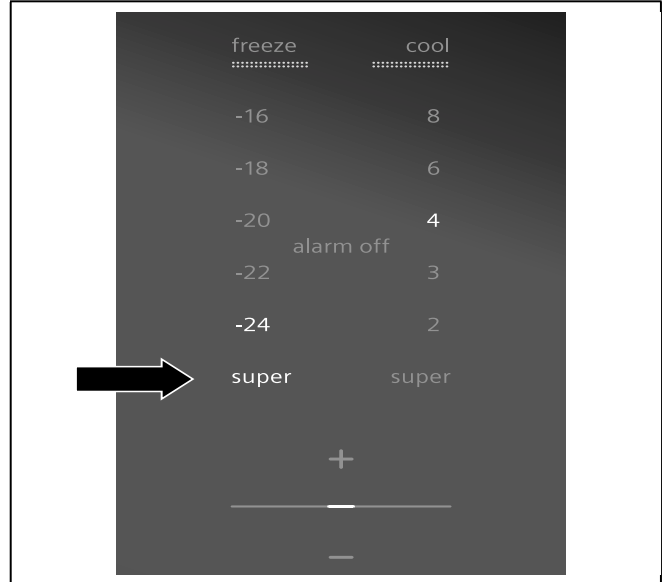 freeze cool
-16 8
-18 6
-20 4
alarm off
-22 3
-24 2
super super
+
–